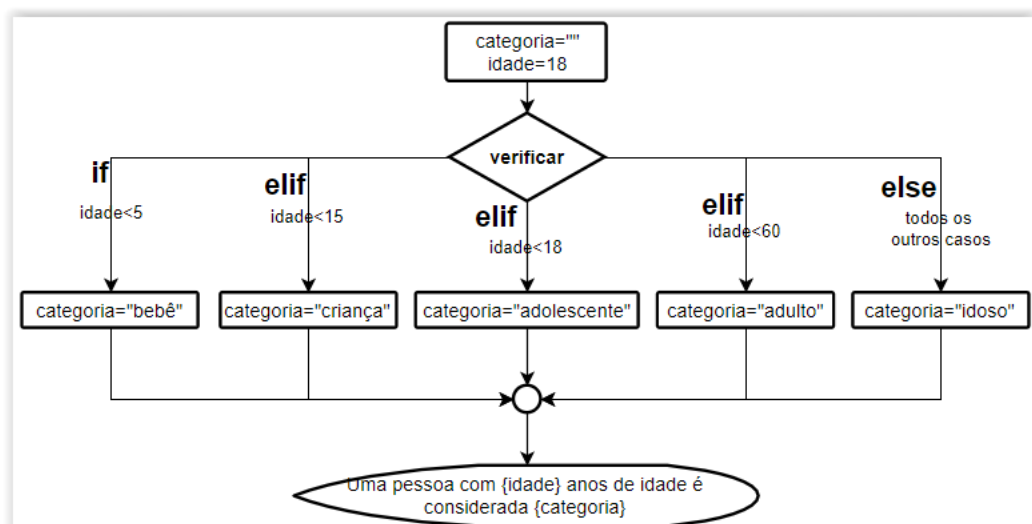 categoria=""
idade=18
verificar
if
idade<5
elif
idade<15
elif
idade<18
elif
idade<60
else
todos os
outros casos
categoria="bebê"
categoria="criança"
categoria="adolescente"
categoria="adulto"
categoria="idoso"
Uma pessoa com {idade} anos de idade é
considerada {categoria}